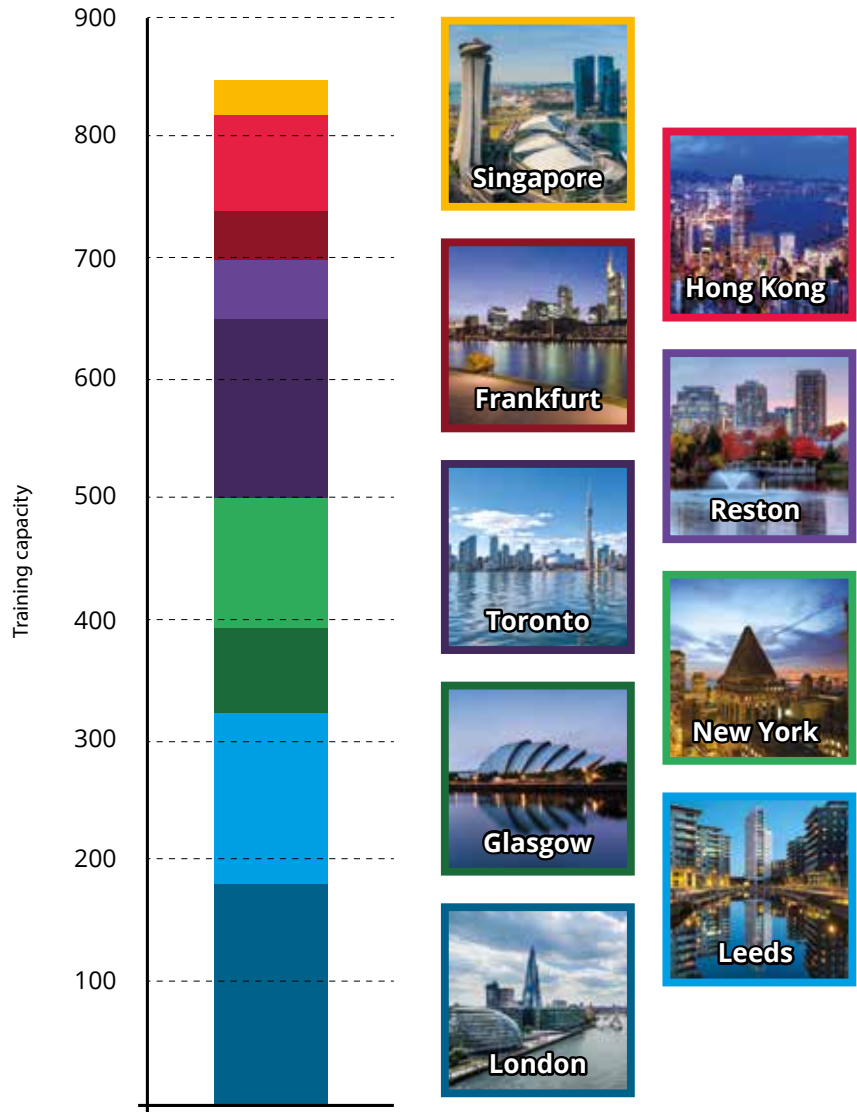 900
800
700
600
500
400
300
200
100
Training capacity
Singapore
Hong Kong
Frankfurt
Reston
Toronto
New York
Glasgow
Leeds
London